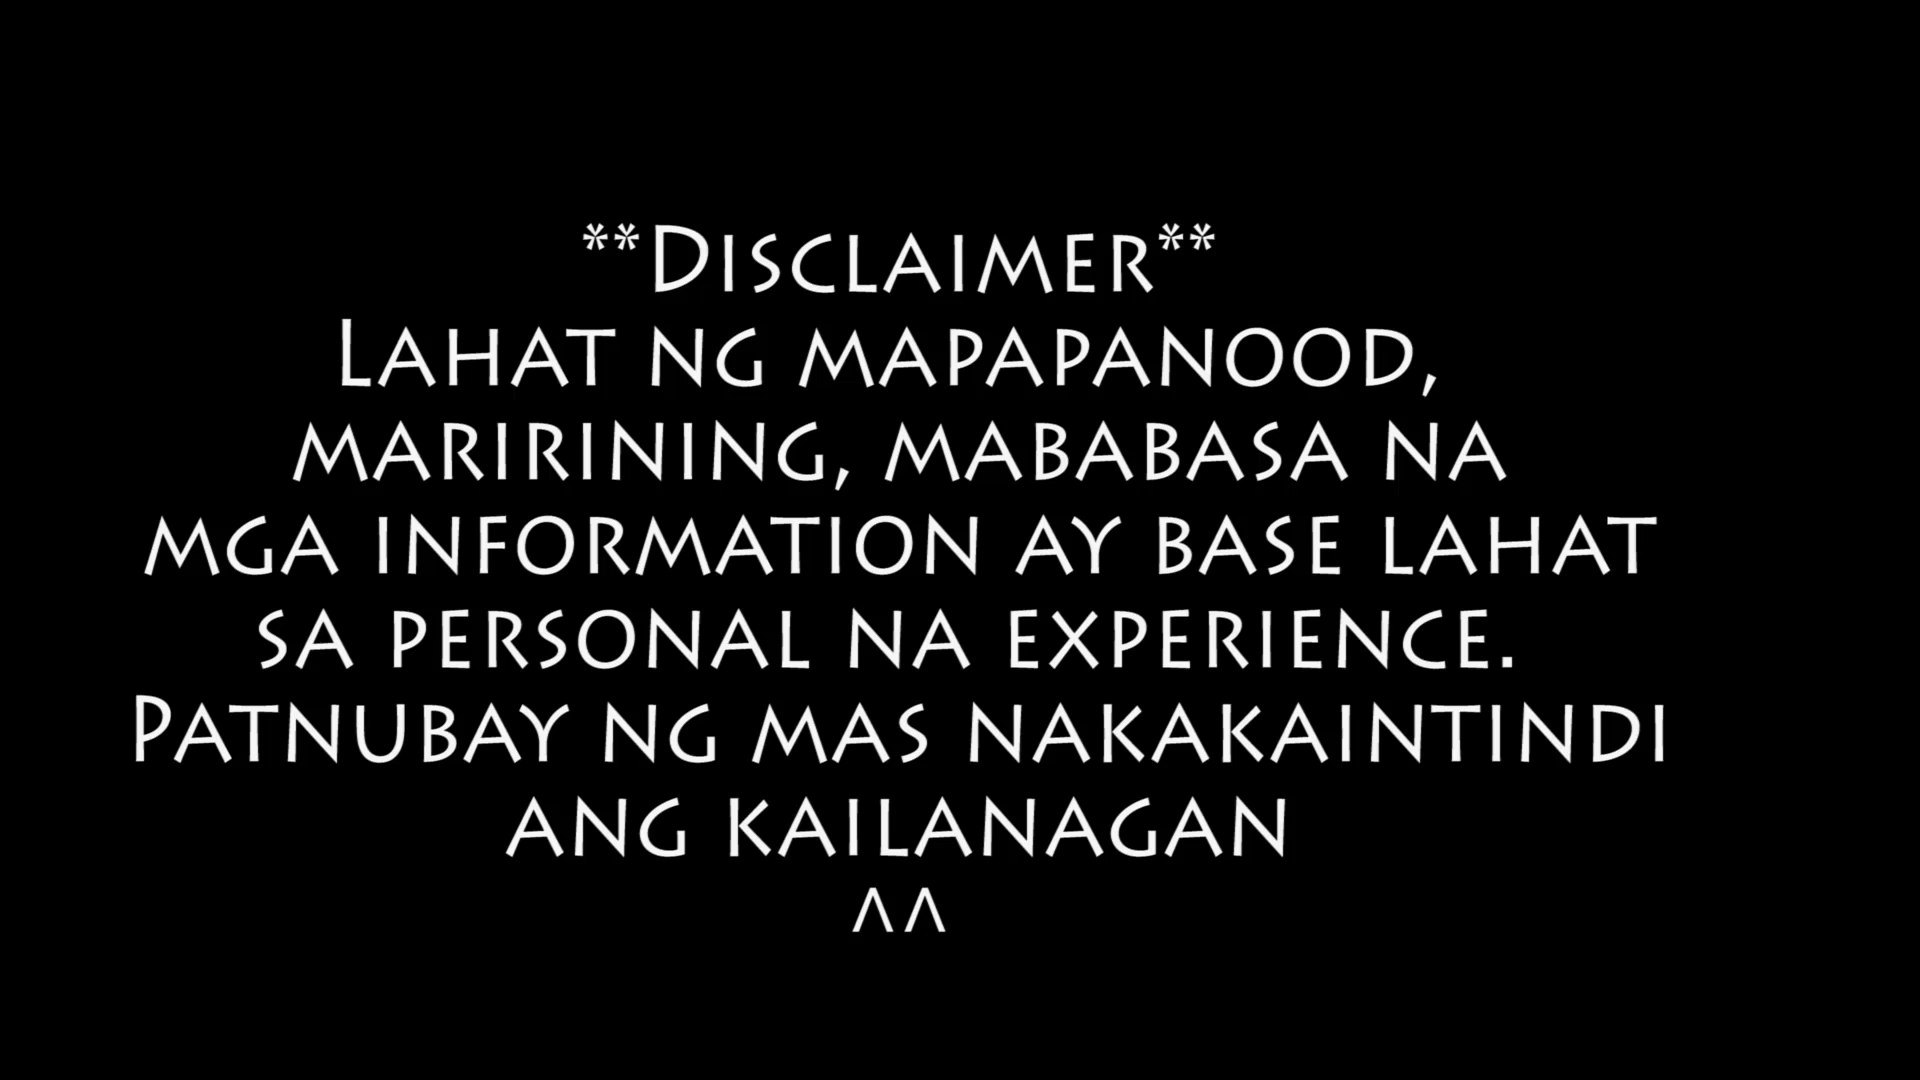 **Disclaimer**
Lahat ng mapapanood,
maririning, mababasa na
mga information ay base lahat
sa personal na experience.
Patnubay ng mas nakakaintindi
ang kailanagan
^^